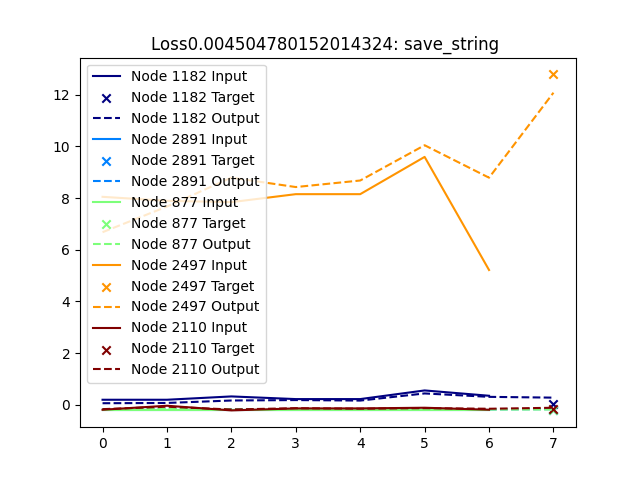 Loss0.004504780152014324: save_string
Node 1182 Input
Node 1182 Target
Node 1182 Output
Node 2891 Input
Node 2891 Target
Node 2891 Output
Node 877 Input
Node 877 Target
Node 877 Output
Node 2497 Input
Node 2497 Target
Node 2497 Output
Node 2110 Input
Node 2110 Target
Node 2110 Output
12
10
8
6
4
2
0
0 1 2 3 4 5 6 7